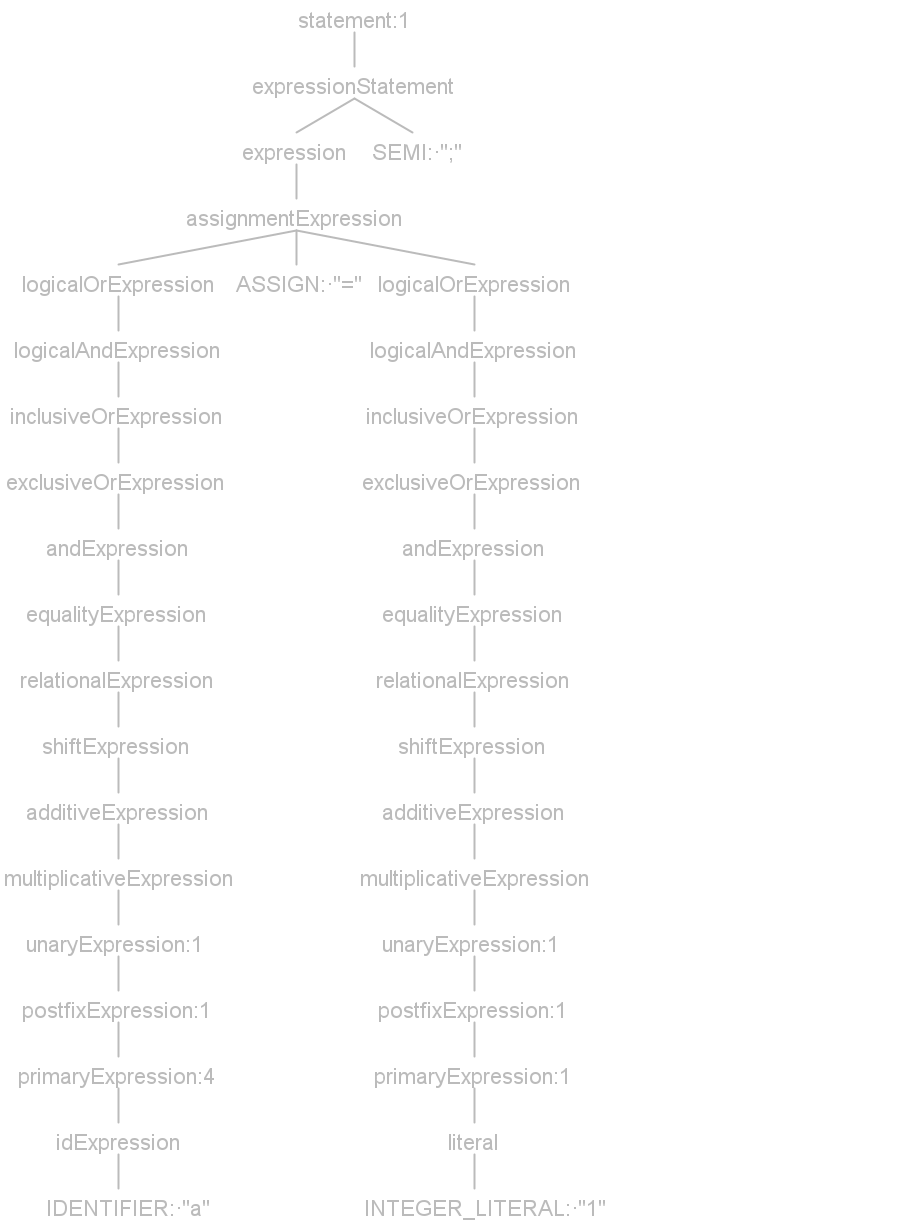 statement:1
expressionStatement
expression SEMI:·";"
assignmentExpression
logicalOrExpression ASSIGN:·"=" logicalOrExpression
logicalAndExpression logicalAndExpression
inclusiveOrExpression inclusiveOrExpression
exclusiveOrExpression exclusiveOrExpression
andExpression andExpression
equalityExpression equalityExpression
relationalExpression relationalExpression
shiftExpression shiftExpression
additiveExpression additiveExpression
multiplicativeExpression multiplicativeExpression
unaryExpression:1 unaryExpression:1
postfixExpression:1 postfixExpression:1
primaryExpression:4 primaryExpression:1
idExpression literal
IDENTIFIER:·"a" INTEGER_LITERAL:·"1"